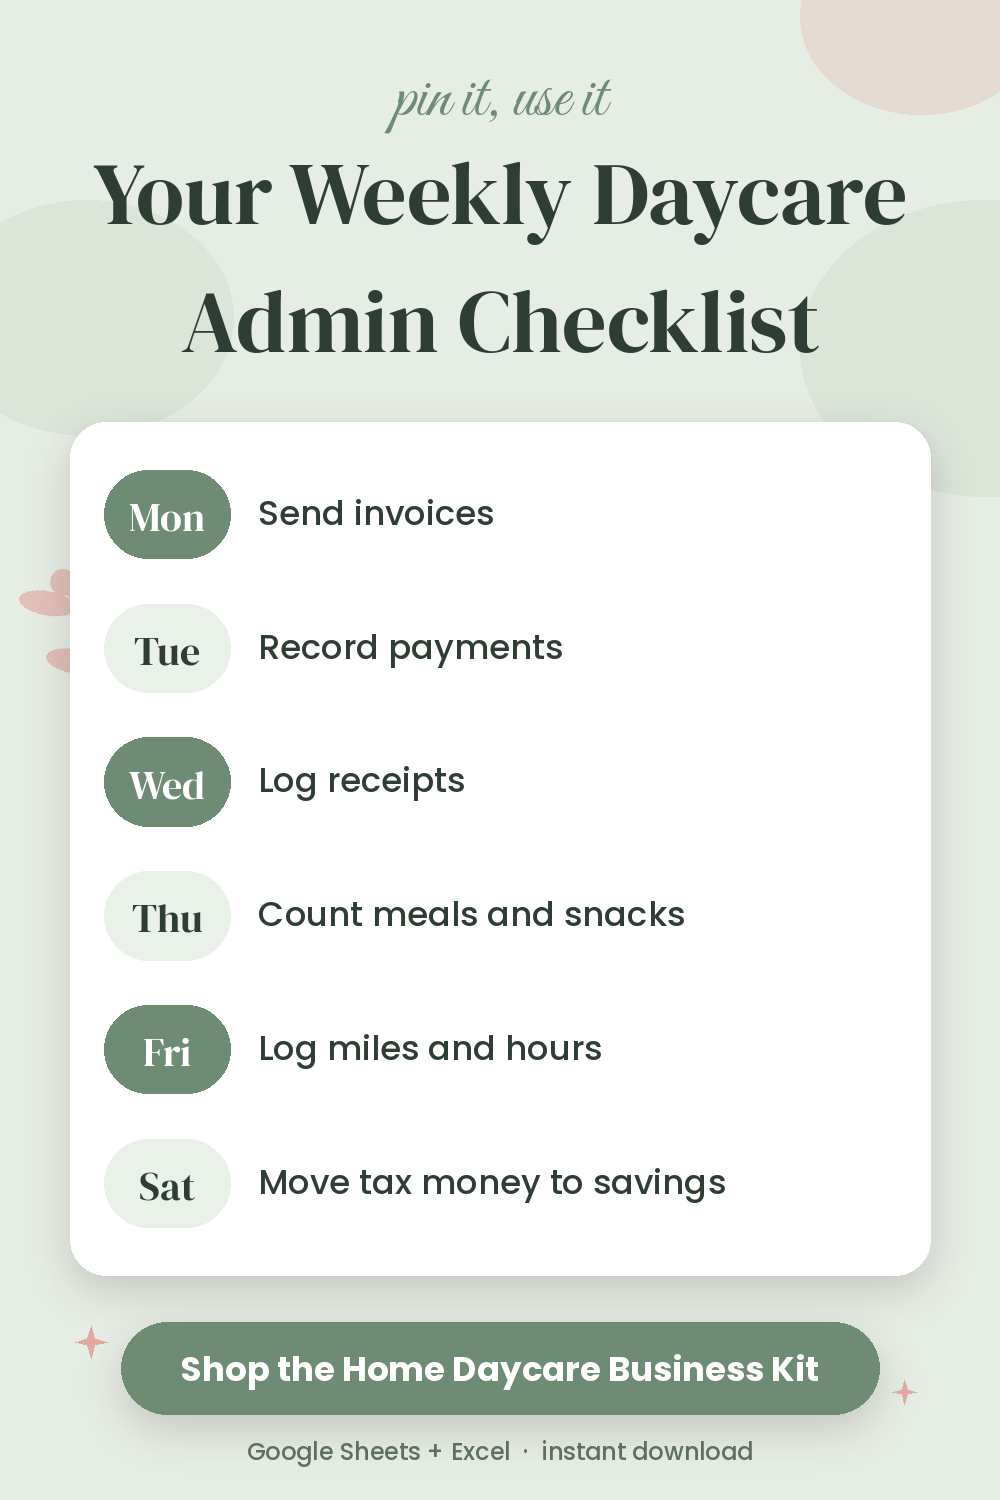 pin it, use it
Your Weekly Daycare
Admin Checklist
Mon Send invoices
Tue Record payments
Wed Log receipts
Thu Count meals and snacks
Fri Log miles and hours
Sat Move tax money to savings
Shop the Home Daycare Business Kit
Google Sheets + Excel · instant download